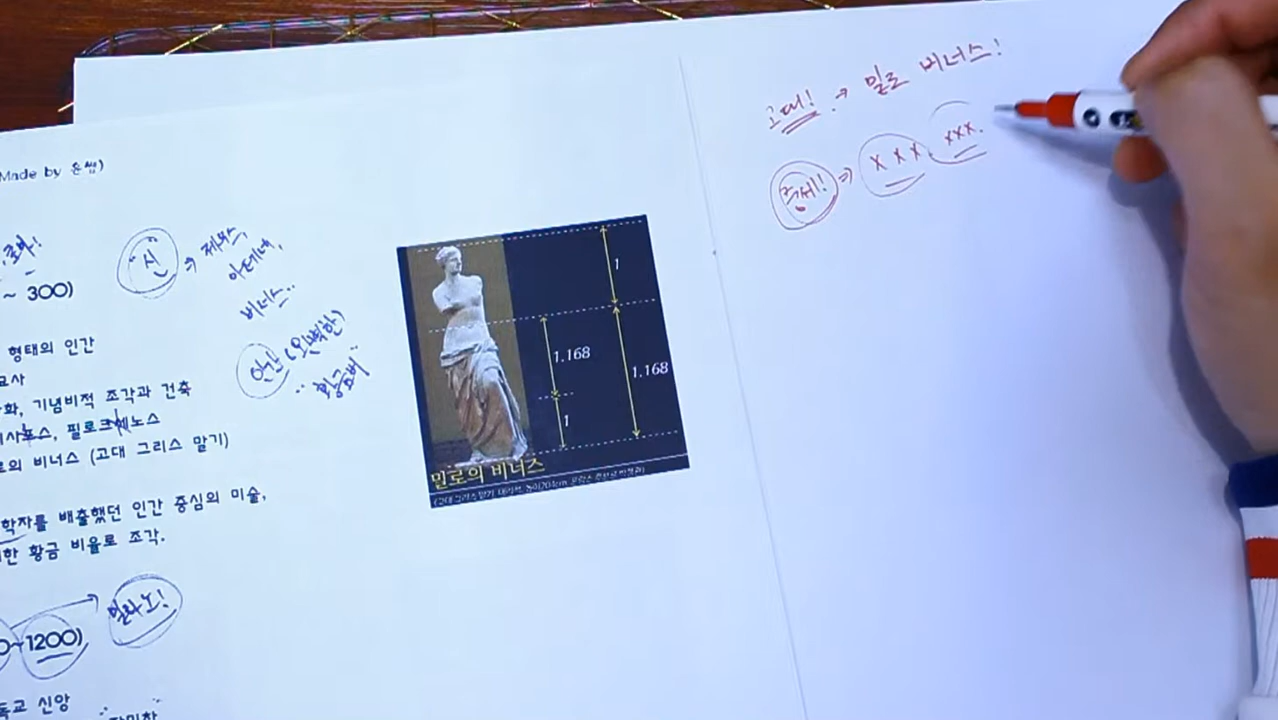 Made by 은쌤)
~ 300)
신 ⇒ 제우스,
아테네,
비너스..
형태의 인간
인간 (완벽한)
∴ 황금비
화, 기념비적 조각과 건축
필로크세노스
로의 비너스 (고대 그리스 말기)
학자를 배출했던 인간 중심의 미술,
한 황금 비율로 조각.
밀라노!
~1200)
독교 신앙
1
1.168
1.168
1
밀로의 비너스
고대! → 밀로 비너스!
중세! ⇒ x x x xxx.